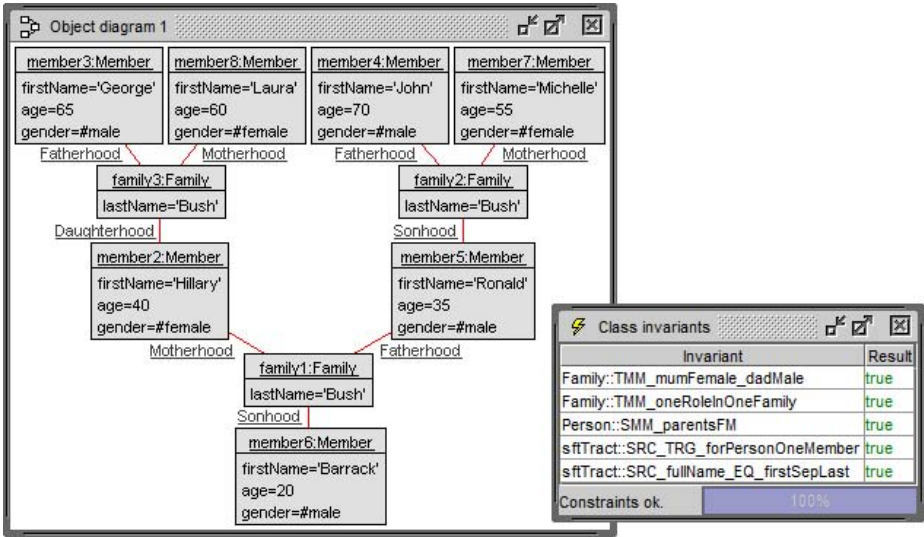 Object diagram 1
member3:Member
firstName='George'
age=65
gender=#male
member8:Member
firstName='Laura'
age=60
gender=#female
member4:Member
firstName='John'
age=70
gender=#male
member7:Member
firstName='Michelle'
age=55
gender=#female
Fatherhood
Motherhood
Fatherhood
Motherhood
family3:Family
lastName='Bush'
family2:Family
lastName='Bush'
Daughterhood
Sonhood
member2:Member
firstName='Hillary'
age=40
gender=#female
member5:Member
firstName='Ronald'
age=35
gender=#male
Motherhood
Fatherhood
family1:Family
lastName='Bush'
Sonhood
member6:Member
firstName='Barrack'
age=20
gender=#male
Class invariants
Invariant Result
Family::TMM_mumFemale_dadMale true
Family::TMM_oneRoleInOneFamily true
Person::SMM_parentsFM true
sftTract::SRC_TRG_forPersonOneMember true
sftTract::SRC_fullName_EQ_firstSepLast true
Constraints ok. 100%